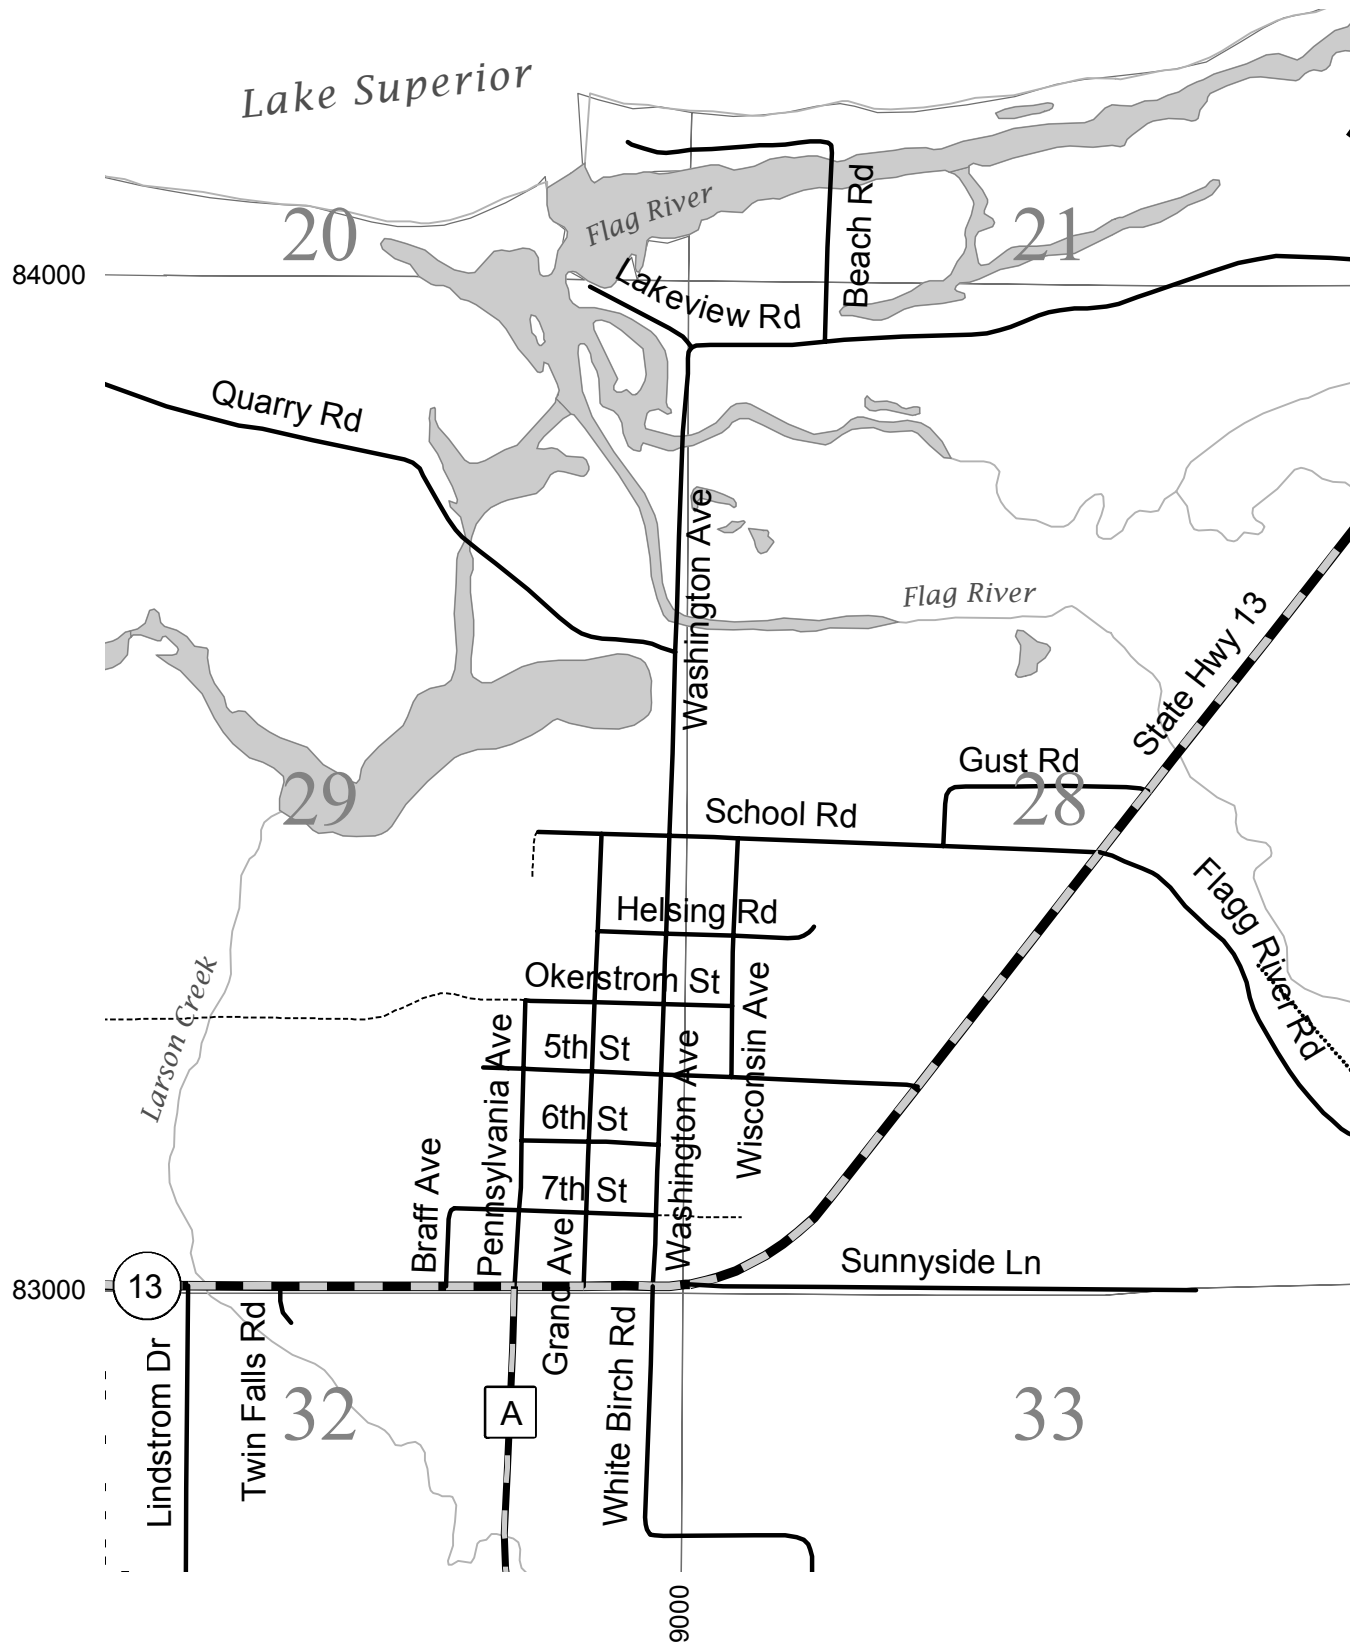 Lake Superior
20
Flag River
Beach Rd
21
84000
Lakeview Rd
Quarry Rd
Washington Ave
Flag River
State Hwy 13
Gust Rd
29
School Rd
28
Flagg River Rd
Helsing Rd
Okerstrom St
Larson Creek
Wisconsin Ave
5th St
Pennsylvania Ave
Washington Ave
6th St
Braff Ave
7th St
Grand Ave
Sunnyside Ln
83000
13
Lindstrom Dr
Twin Falls Rd
32
A
White Birch Rd
33
9000